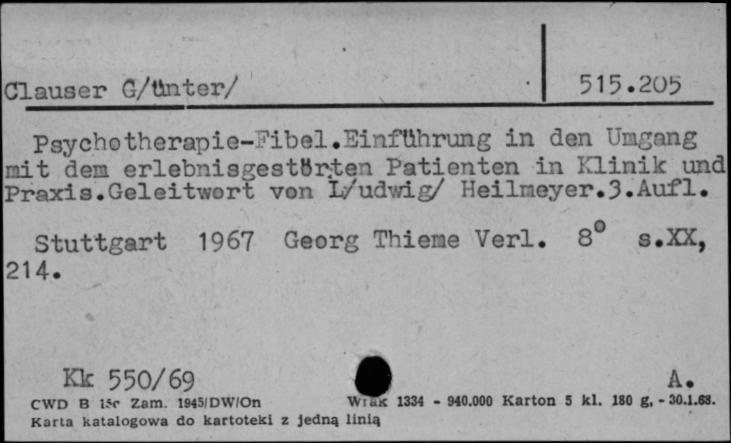 Clauser G/ünter/ 515.205
Psychotherapie-Fibel.Einführung in den Umgang
mit dem erlebnisgestörten Patienten in Klinik und
Praxis.Geleitwort von L/udwig/ Heilmeyer.3.Aufl.
Stuttgart 1967 Georg Thieme Verl. 8° s.XX,
214.
Kk 550/69 A.
CWD B 15c Zam. 1945/DW/On Wrak 1334 - 940.000 Karton 5 kl. 180 g, - 30.1.68.
Karta katalogowa do kartoteki z jedną linią